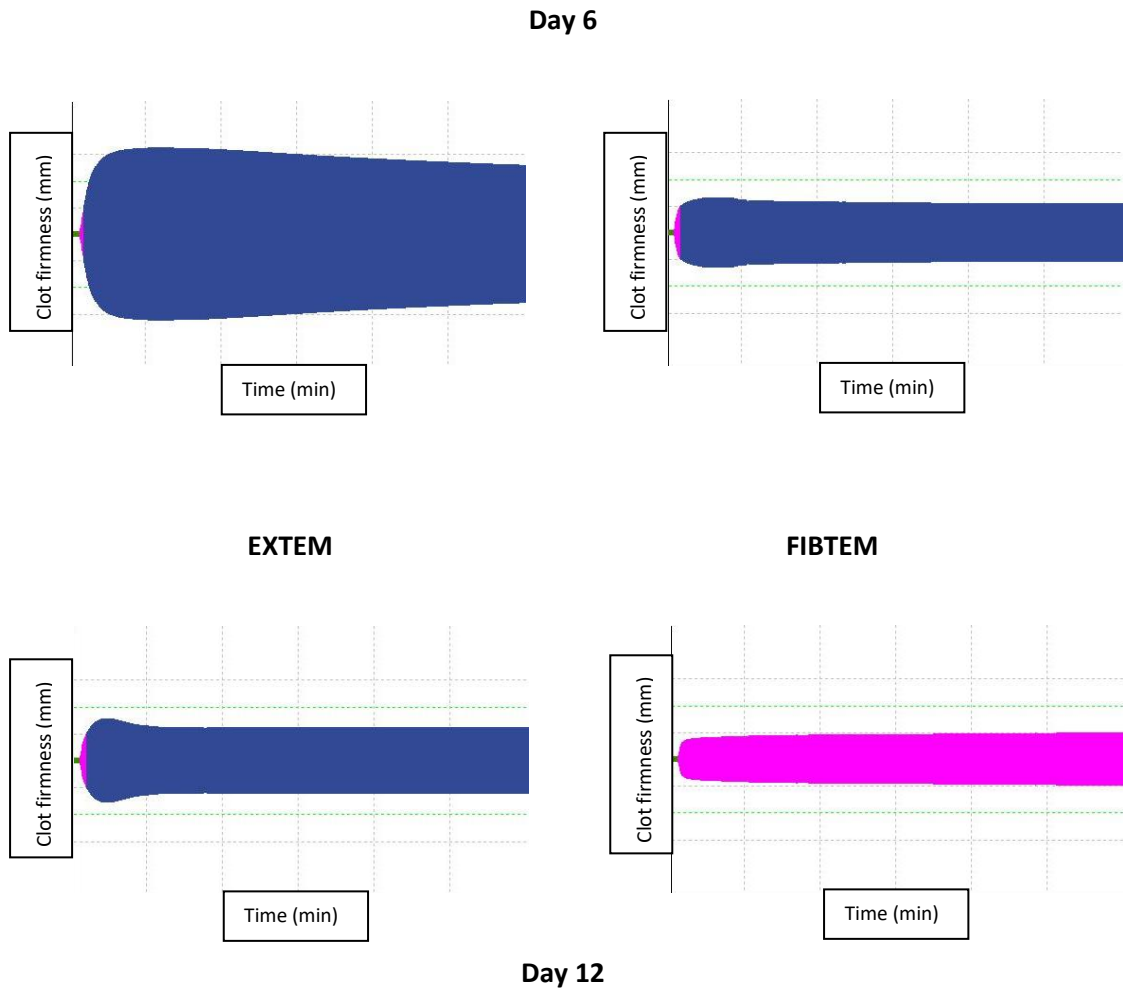 Day 6
Clot firmness (mm)
Clot firmness (mm)
Time (min)
Time (min)
EXTEM
FIBTEM
Clot firmness (mm)
Clot firmness (mm)
Time (min)
Time (min)
Day 12